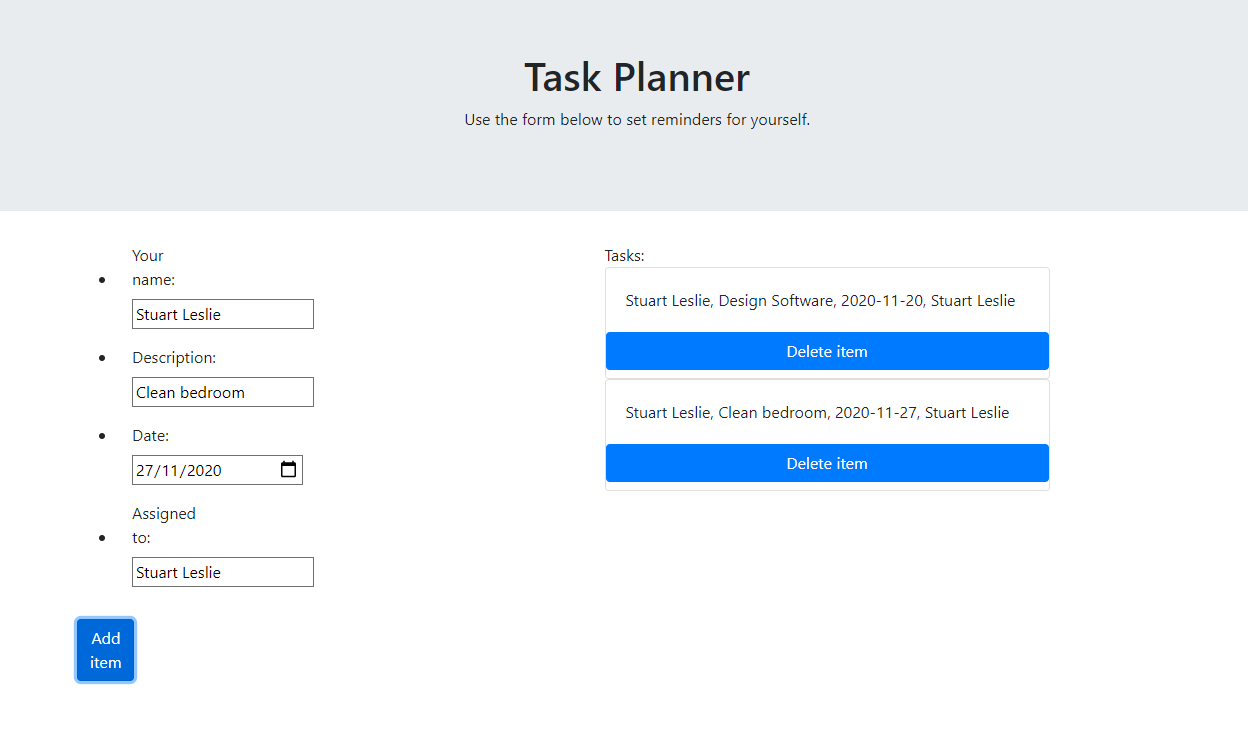 Task Planner
Use the form below to set reminders for yourself.
Your
name:
Stuart Leslie
Description:
Clean bedroom
Date:
27/11/2020
Assigned
to:
Stuart Leslie
Add
item
Tasks:
Stuart Leslie, Design Software, 2020-11-20, Stuart Leslie
Delete item
Stuart Leslie, Clean bedroom, 2020-11-27, Stuart Leslie
Delete item